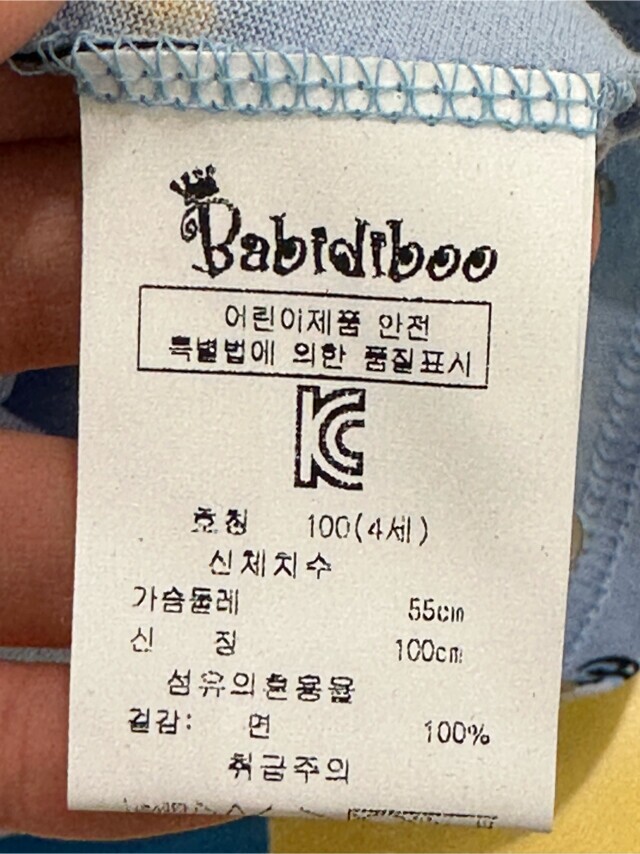 Babidiboo
어린이제품 안전
특별법에 의한 품질표시
KC
호칭 100(4세)
신체치수
가슴둘레 55cm
신 장 100cm
섬유의혼용율
겉감: 면 100%
취급주의